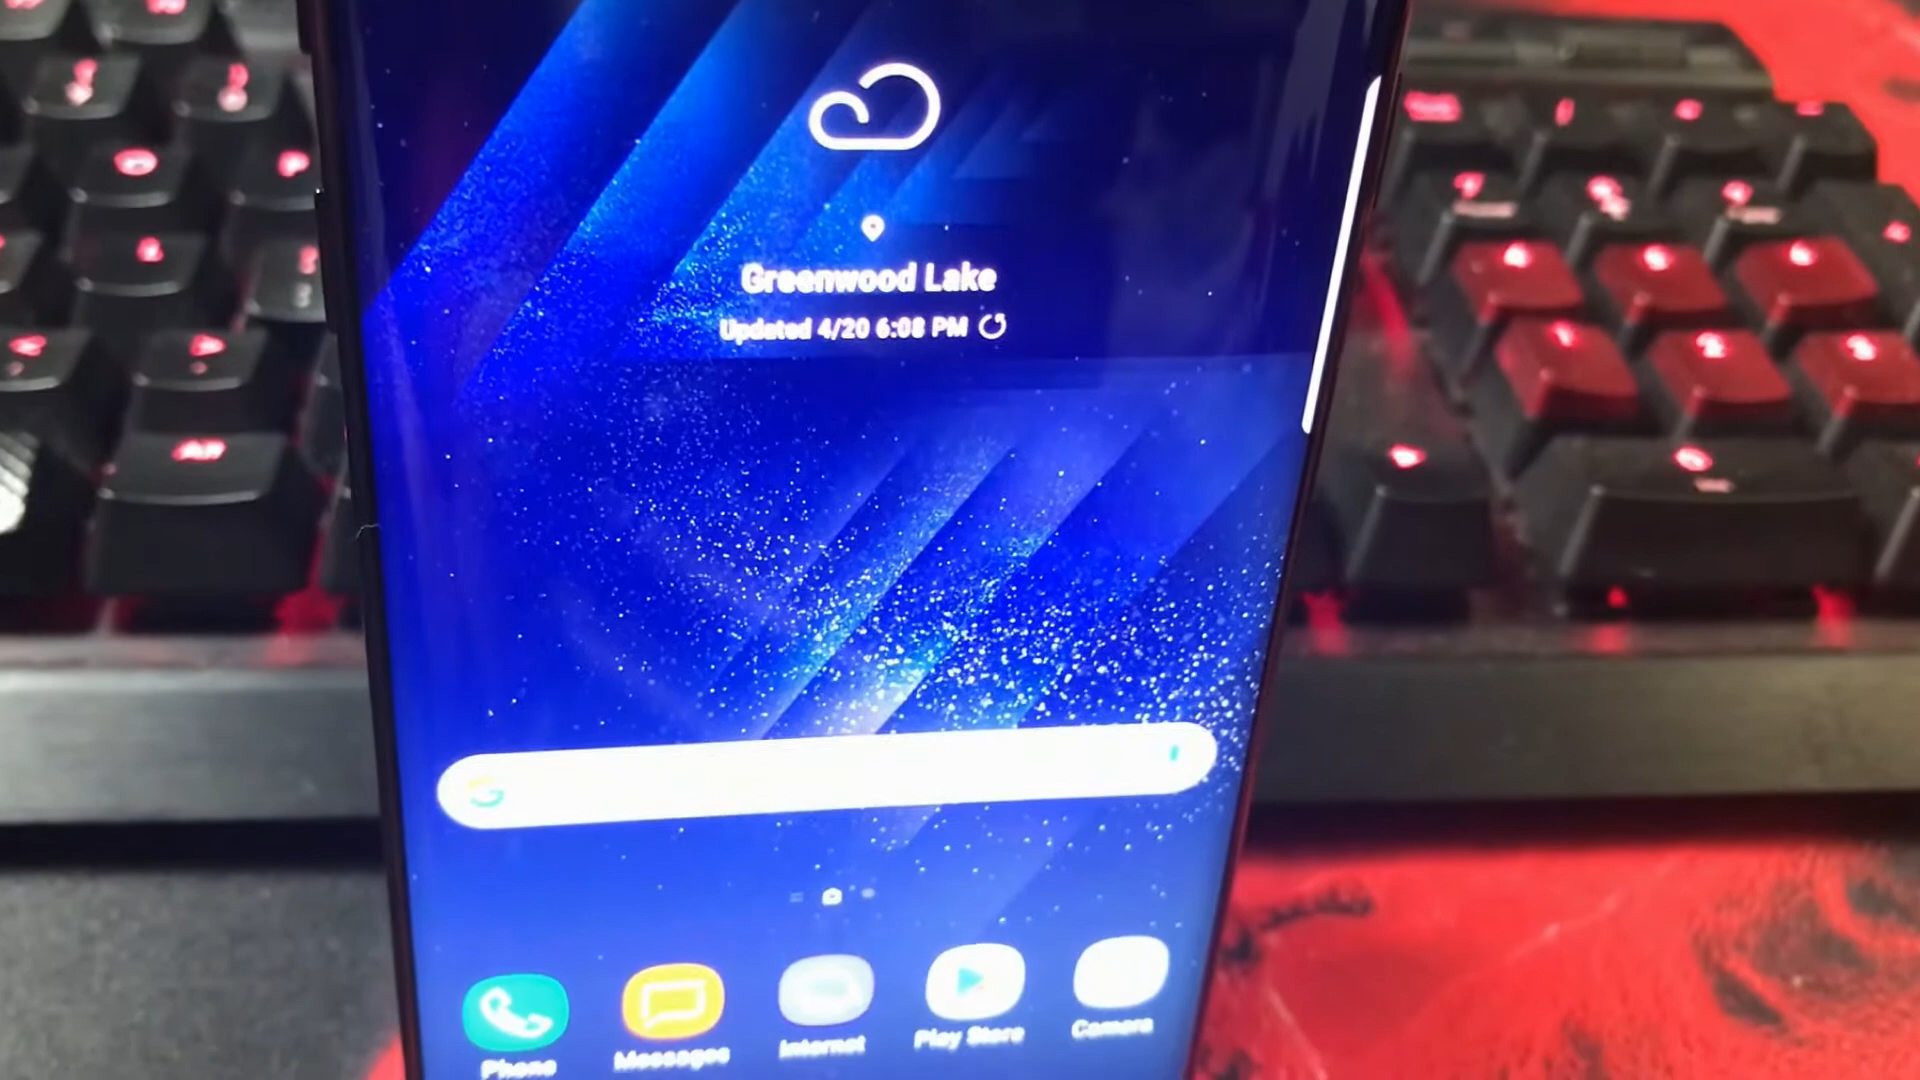 Greenwood Lake
Updated 4/20 6:08 PM
Phone
Messages
Internet
Play Store
Camera